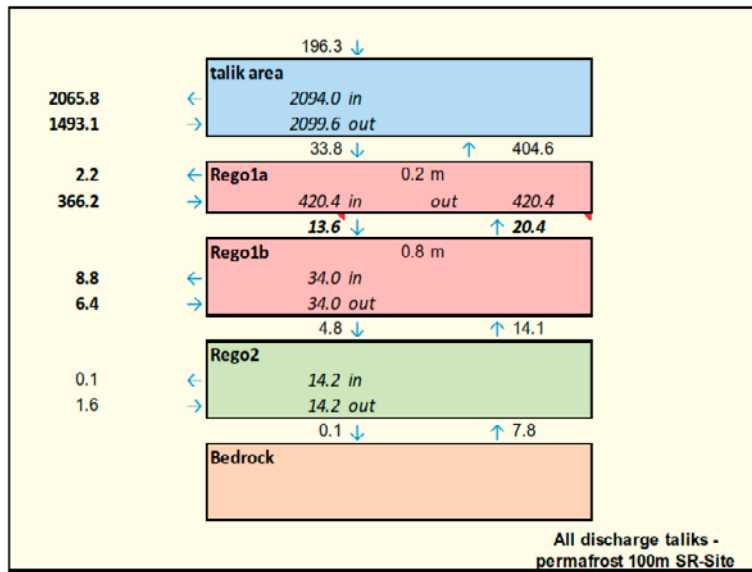 196.3 ↓
talik area
2065.8 ← 2094.0 in
1493.1 → 2099.6 out
33.8 ↓ ↑ 404.6
2.2 ← Rego1a 0.2 m
366.2 → 420.4 in out 420.4
13.6 ↓ ↑ 20.4
Rego1b 0.8 m
8.8 ← 34.0 in
6.4 → 34.0 out
4.8 ↓ ↑ 14.1
Rego2
0.1 ← 14.2 in
1.6 → 14.2 out
0.1 ↓ ↑ 7.8
Bedrock
All discharge taliks -
permafrost 100m SR-Site